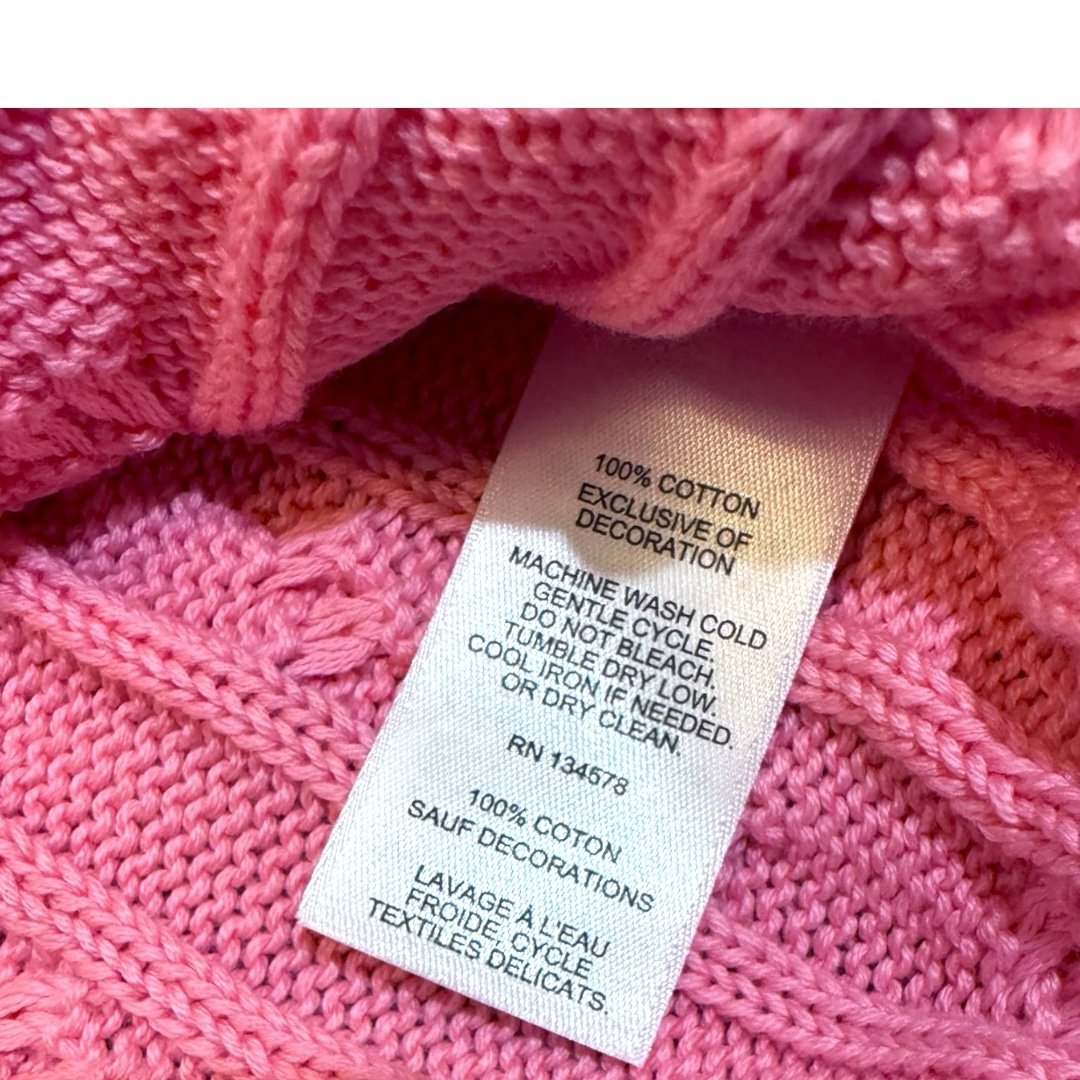 100% COTTON
EXCLUSIVE OF
DECORATION
MACHINE WASH COLD
GENTLE CYCLE.
DO NOT BLEACH.
TUMBLE DRY LOW.
COOL IRON IF NEEDED.
OR DRY CLEAN.
RN 134578
100% COTON
SAUF DECORATIONS
LAVAGE À L'EAU
FROIDE, CYCLE
TEXTILES DELICATS.